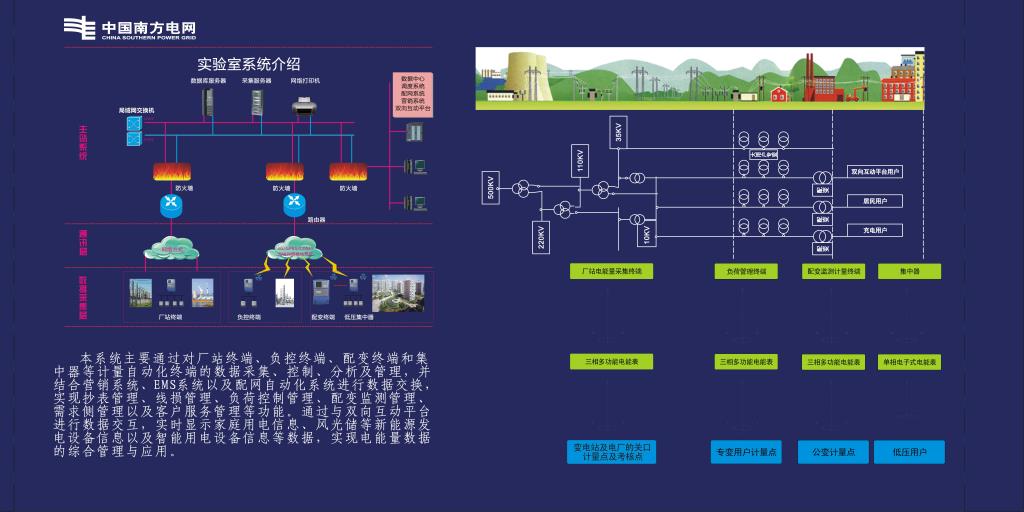 中国南方电网
CHINA SOUTHERN POWER GRID
实验室系统介绍
数据库服务器
采集服务器
网络打印机
数据中心
调度系统
配网系统
营销系统
双向互动平台
局域网交换机
主站系统
防火墙
防火墙
防火墙
路由器
通讯层
数据采集层
厂站终端
负控终端
配变终端
低压集中器
本系统主要通过对厂站终端、负控终端、配变终端和集
中器等计量自动化终端的数据采集、控制、分析及管理，并
结合营销系统、EMS系统以及配网自动化系统进行数据交换，
实现抄表管理、线损管理、负荷控制管理、配变监测管理、
需求侧管理以及客户服务管理等功能。通过与双向互动平台
进行数据交互，实时显示家庭用电信息、风光储等新能源发
电设备信息以及智能用电设备信息等数据，实现电能量数据
的综合管理与应用。
35KV
110KV
500KV
220KV
10KV
双向互动平台用户
居民用户
充电用户
厂站电能量采集终端
负荷管理终端
配变监测计量终端
集中器
三相多功能电能表
三相多功能电能表
三相多功能电能表
单相电子式电能表
变电站及电厂的关口
计量点及考核点
专变用户计量点
公变计量点
低压用户